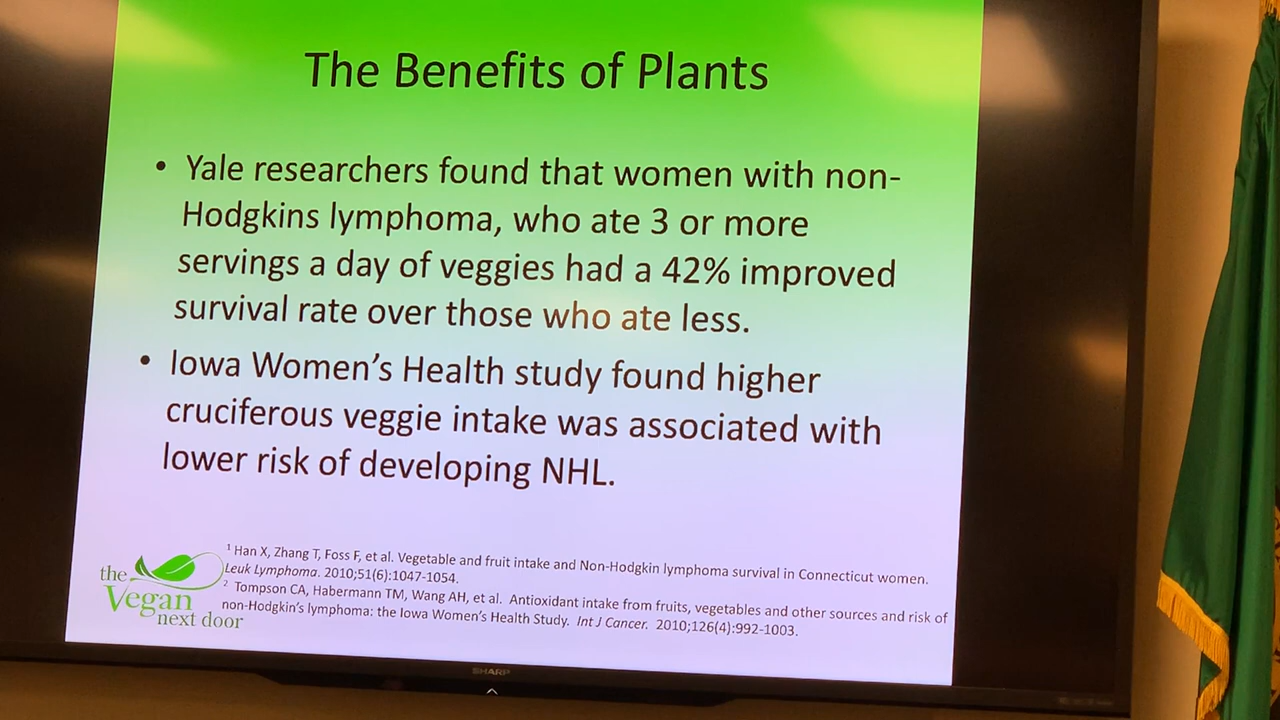 The Benefits of Plants
• Yale researchers found that women with non-
Hodgkins lymphoma, who ate 3 or more
servings a day of veggies had a 42% improved
survival rate over those who ate less.
• Iowa Women's Health study found higher
cruciferous veggie intake was associated with
lower risk of developing NHL.
1 Han X, Zhang T, Foss F, et al. Vegetable and fruit intake and Non-Hodgkin lymphoma survival in Connecticut women.
Leuk Lymphoma. 2010;51(6):1047-1054.
2 Tompson CA, Habermann TM, Wang AH, et al. Antioxidant intake from fruits, vegetables and other sources and risk of
non-Hodgkin's lymphoma: the Iowa Women's Health Study. Int J Cancer. 2010;126(4):992-1003.
the
Vegan
next door
SHARP